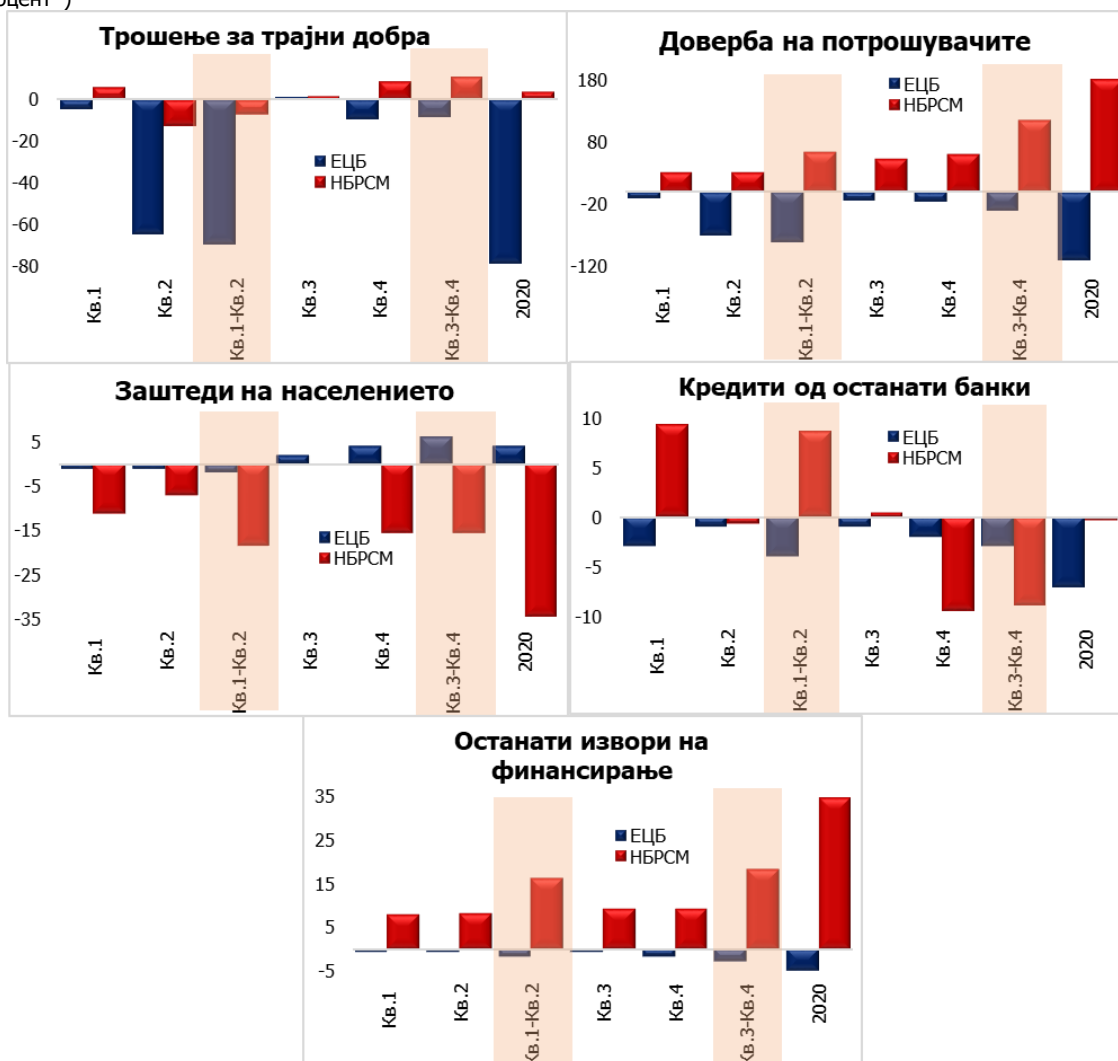 Трошење за трајни добра
0
-20
-40
-60
-80
ЕЦБ
НБРСМ
Кв.1
Кв.2
Кв.1-Кв.2
Кв.3
Кв.4
Кв.3-Кв.4
2020
Доверба на потрошувачите
180
80
-20
-120
ЕЦБ
НБРСМ
Кв.1
Кв.2
Кв.1-Кв.2
Кв.3
Кв.4
Кв.3-Кв.4
2020
Заштеди на населението
5
-5
-15
-25
-35
ЕЦБ
НБРСМ
Кв.1
Кв.2
Кв.1-Кв.2
Кв.3
Кв.4
Кв.3-Кв.4
2020
Кредити од останати банки
10
5
0
-5
-10
ЕЦБ
НБРСМ
Кв.1
Кв.2
Кв.1-Кв.2
Кв.3
Кв.4
Кв.3-Кв.4
2020
Останати извори на
финансирање
35
25
15
5
-5
ЕЦБ
НБРСМ
Кв.1
Кв.2
Кв.1-Кв.2
Кв.3
Кв.4
Кв.3-Кв.4
2020